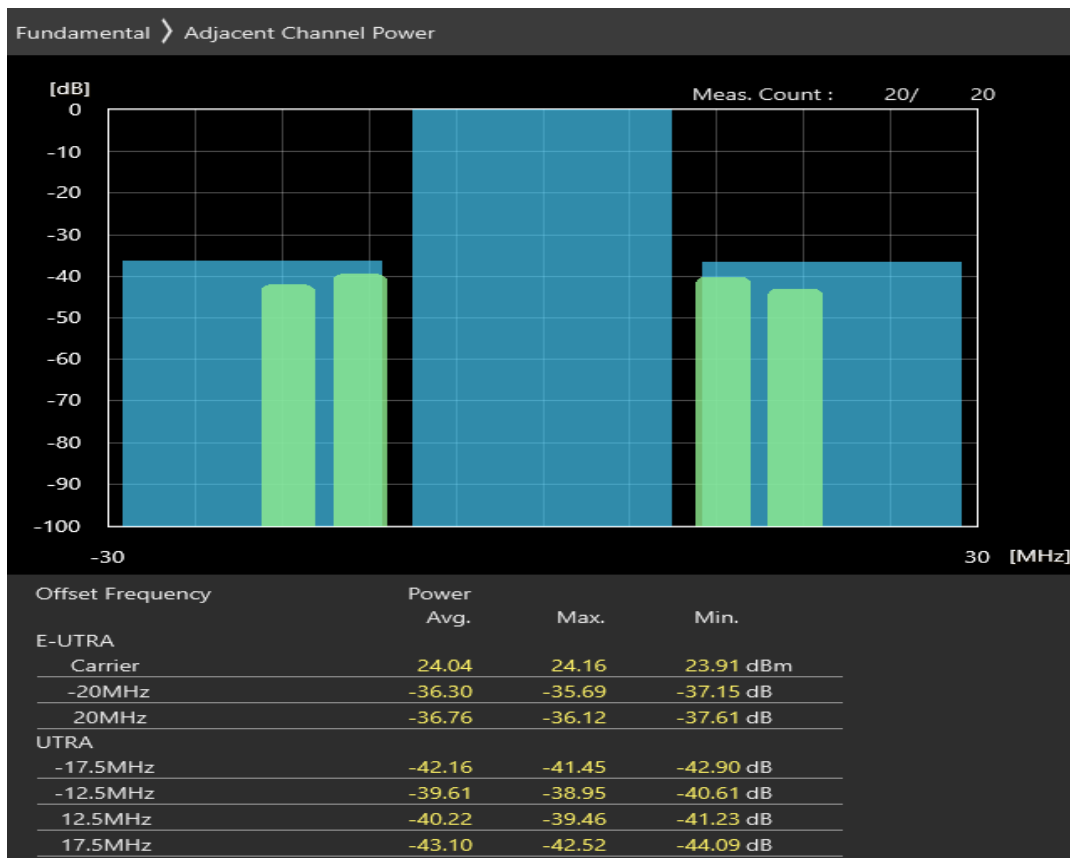 Fundamental 〉 Adjacent Channel Power
[dB]
Meas. Count : 20/ 20
0
-10
-20
-30
-40
-50
-60
-70
-80
-90
-100
-30 30 [MHz]
Offset Frequency Power
Avg. Max. Min.
E-UTRA
Carrier 24.04 24.16 23.91 dBm
-20MHz -36.30 -35.69 -37.15 dB
20MHz -36.76 -36.12 -37.61 dB
UTRA
-17.5MHz -42.16 -41.45 -42.90 dB
-12.5MHz -39.61 -38.95 -40.61 dB
12.5MHz -40.22 -39.46 -41.23 dB
17.5MHz -43.10 -42.52 -44.09 dB